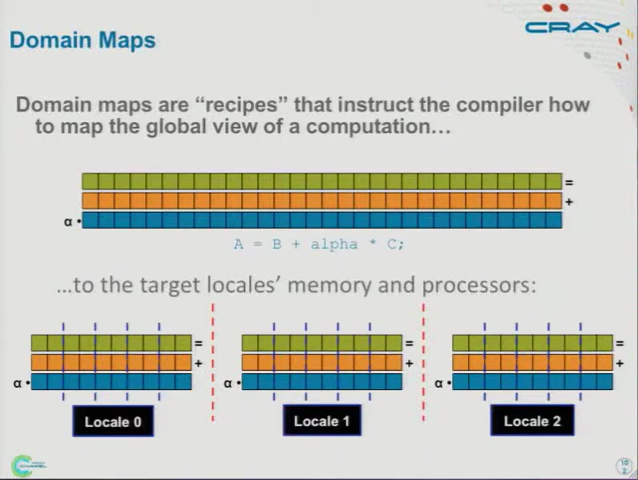 CRAY
Domain Maps
Domain maps are “recipes” that instruct the compiler how
to map the global view of a computation…
=
+
α •
A = B + alpha * C;
…to the target locales’ memory and processors:
= = =
+ + +
α • α • α •
Locale 0 Locale 1 Locale 2